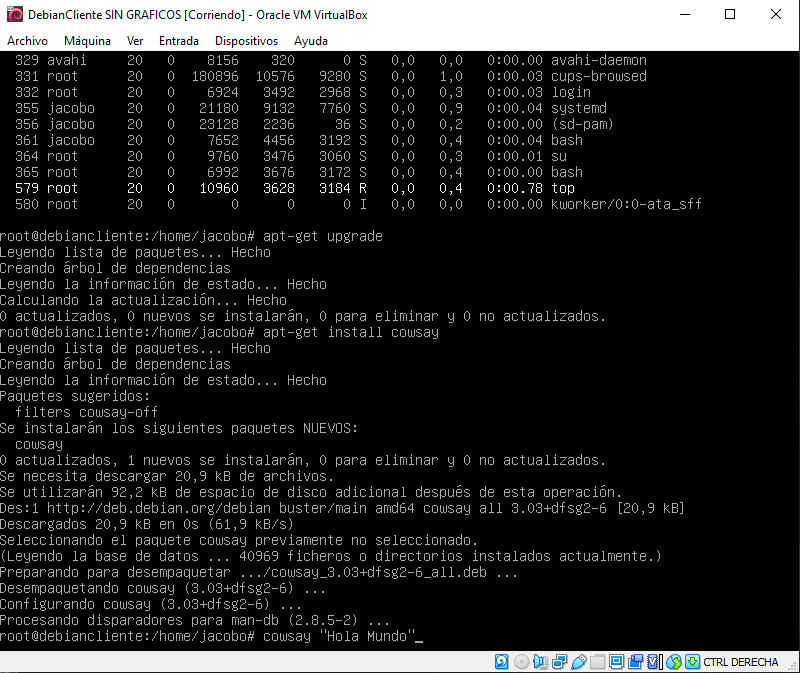 DebianCliente SIN GRAFICOS [Corriendo] - Oracle VM VirtualBox
Archivo Máquina Ver Entrada Dispositivos Ayuda
329 avahi 20 0 8156 320 0 S 0,0 0,0 0:00.00 avahi-daemon
331 root 20 0 180896 10576 9280 S 0,0 1,0 0:00.03 cups-browsed
332 root 20 0 6924 3492 2968 S 0,0 0,3 0:00.03 login
355 jacobo 20 0 21180 9132 7760 S 0,0 0,9 0:00.04 systemd
356 jacobo 20 0 23128 2236 36 S 0,0 0,2 0:00.00 (sd-pam)
361 jacobo 20 0 7652 4456 3192 S 0,0 0,4 0:00.04 bash
364 root 20 0 9760 3476 3060 S 0,0 0,3 0:00.01 su
365 root 20 0 6992 3676 3172 S 0,0 0,4 0:00.00 bash
579 root 20 0 10960 3628 3184 R 0,0 0,4 0:00.78 top
580 root 20 0 0 0 0 I 0,0 0,0 0:00.00 kworker/0:0-ata_sff
root@debiancliente:/home/jacobo# apt-get upgrade
Leyendo lista de paquetes... Hecho
Creando árbol de dependencias
Leyendo la información de estado... Hecho
Calculando la actualización... Hecho
0 actualizados, 0 nuevos se instalarán, 0 para eliminar y 0 no actualizados.
root@debiancliente:/home/jacobo# apt-get install cowsay
Leyendo lista de paquetes... Hecho
Creando árbol de dependencias
Leyendo la información de estado... Hecho
Paquetes sugeridos:
filters cowsay-off
Se instalarán los siguientes paquetes NUEVOS:
cowsay
0 actualizados, 1 nuevos se instalarán, 0 para eliminar y 0 no actualizados.
Se necesita descargar 20,9 kB de archivos.
Se utilizarán 92,2 kB de espacio de disco adicional después de esta operación.
Des:1 http://deb.debian.org/debian buster/main amd64 cowsay all 3.03+dfsg2-6 [20,9 kB]
Descargados 20,9 kB en 0s (61,9 kB/s)
Seleccionando el paquete cowsay previamente no seleccionado.
(Leyendo la base de datos ... 40969 ficheros o directorios instalados actualmente.)
Preparando para desempaquetar .../cowsay_3.03+dfsg2-6_all.deb ...
Desempaquetando cowsay (3.03+dfsg2-6) ...
Configurando cowsay (3.03+dfsg2-6) ...
Procesando disparadores para man-db (2.8.5-2) ...
root@debiancliente:/home/jacobo# cowsay "Hola Mundo"_
CTRL DERECHA